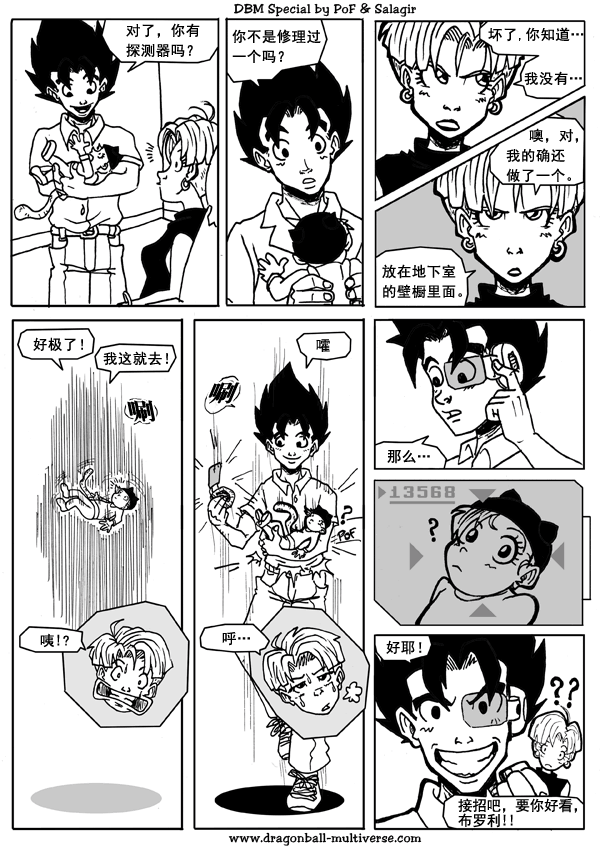 DBM Special by PoF & Salagir
对了，你有
探测器吗？
你不是修理过
一个吗？
坏了,你知道…
我没有…
噢，对，
我的确还
做了一个。
放在地下室
的壁橱里面。
好极了！
我这就去！
唰
咦!?
嚯
唰
??
POF
呼…
那么…
13568
?
好耶！
??
接招吧，要你好看，
布罗利!!
www.dragonball-multiverse.com